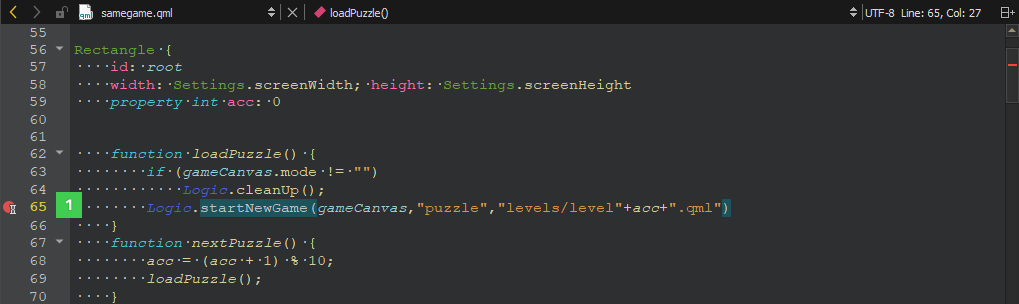 samegame.qml loadPuzzle() UTF-8 Line: 65, Col: 27
55
56 Rectangle {
57 id: root
58 width: Settings.screenWidth; height: Settings.screenHeight
59 property int acc: 0
60
61
62 function loadPuzzle() {
63 if (gameCanvas.mode != "")
64 Logic.cleanUp();
65 1 Logic.startNewGame(gameCanvas,"puzzle","levels/level"+acc+".qml")
66 }
67 function nextPuzzle() {
68 acc = (acc + 1) % 10;
69 loadPuzzle();
70 }